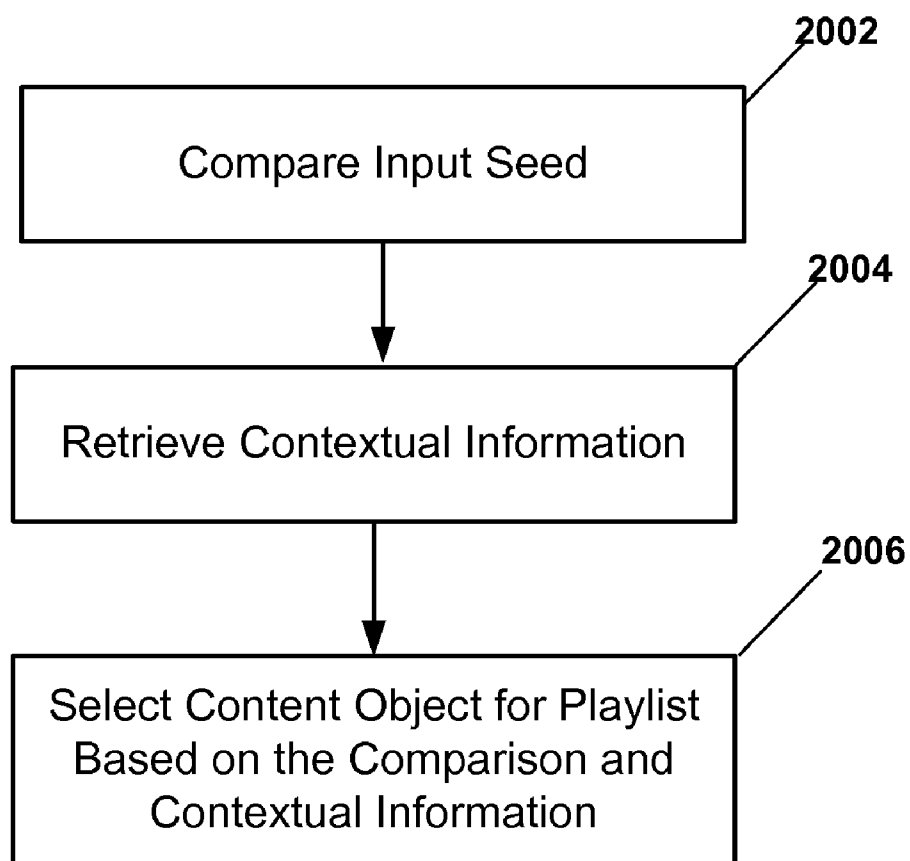 2002
Compare Input Seed
2004
Retrieve Contextual Information
2006
Select Content Object for Playlist
Based on the Comparison and
Contextual Information